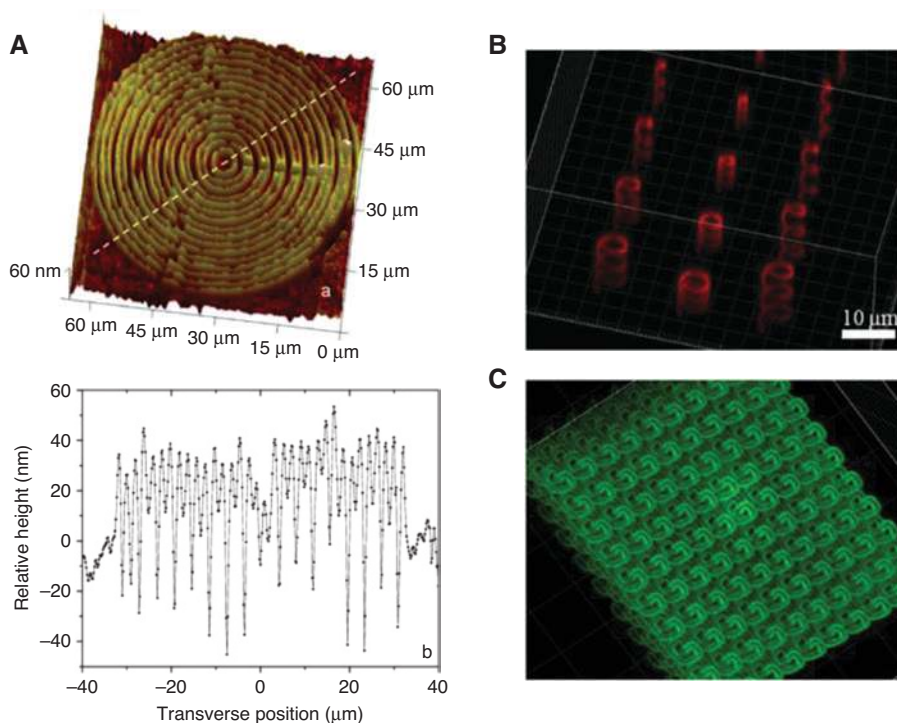 A
60 μm
45 μm
30 μm
15 μm
60 nm
a
60 μm
45 μm
30 μm
15 μm
0 μm
60
40
20
0
−20
−40
Relative height (nm)
b
−40
−20
0
20
40
Transverse position (μm)
B
10 μm
C